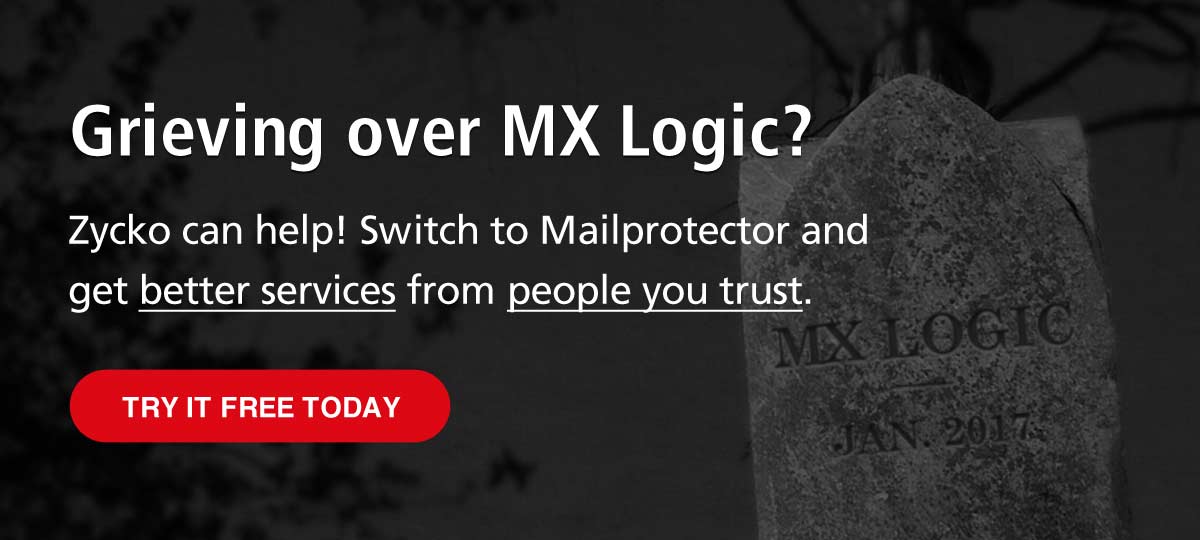 Grieving over MX Logic?
Zycko can help! Switch to Mailprotector and
get better services from people you trust.
TRY IT FREE TODAY
MX LOGIC
JAN. 2017